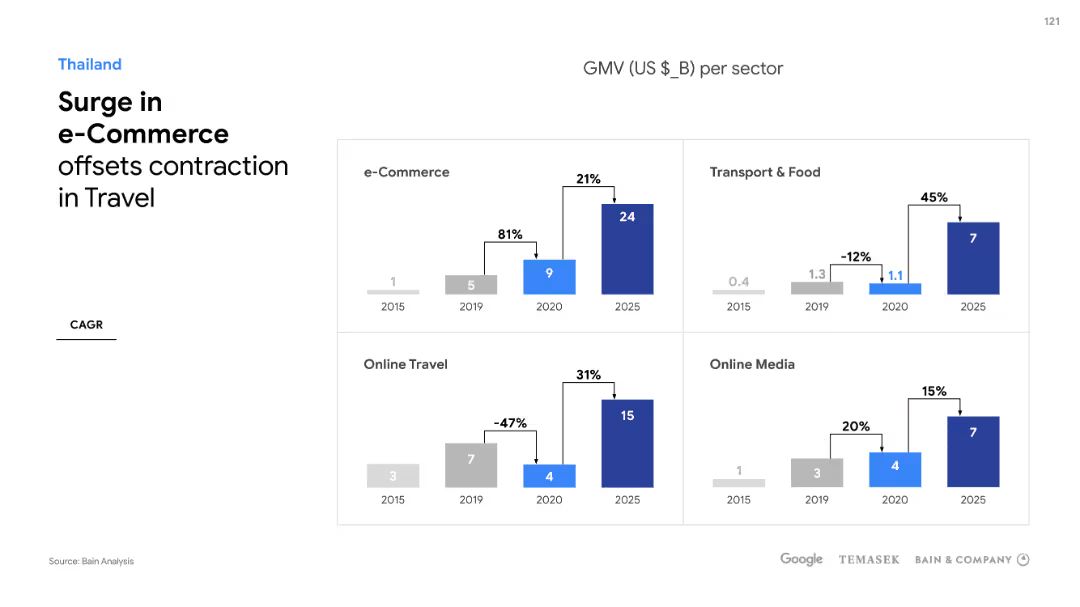 121
Thailand
Surge in
e-Commerce
offsets contraction
in Travel
CAGR
GMV (US $_B) per sector
e-Commerce
1
5
9
24
81%
21%
2015 2019 2020 2025
Transport & Food
0.4
1.3
1.1
7
-12%
45%
2015 2019 2020 2025
Online Travel
3
7
4
15
-47%
31%
2015 2019 2020 2025
Online Media
1
3
4
7
20%
15%
2015 2019 2020 2025
Source: Bain Analysis
Google TEMASEK BAIN & COMPANY